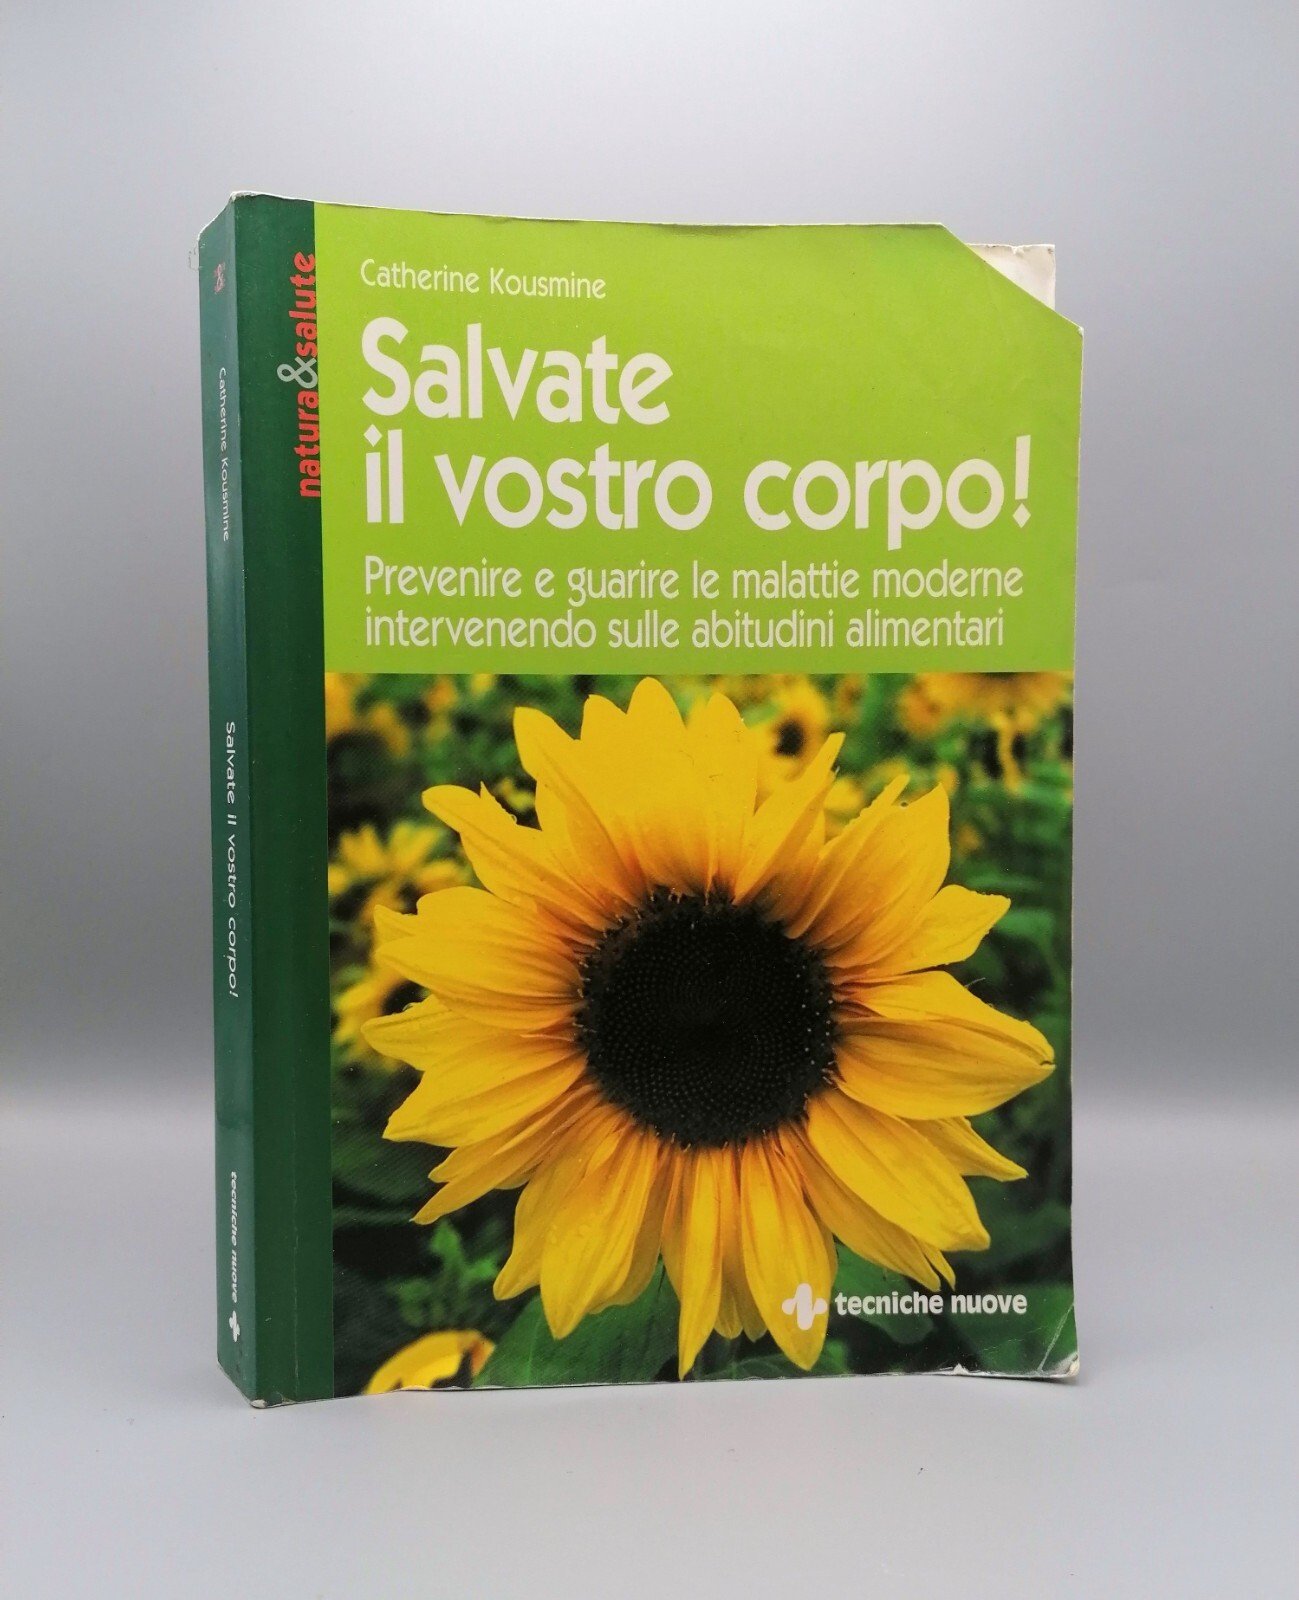 Catherine Kousmine
Salvate
il vostro corpo!
Prevenire e guarire le malattie moderne
intervenendo sulle abitudini alimentari
natura&salute
tecniche nuove
Catherine Kousmine
Salvate il vostro corpo!
tecniche nuove